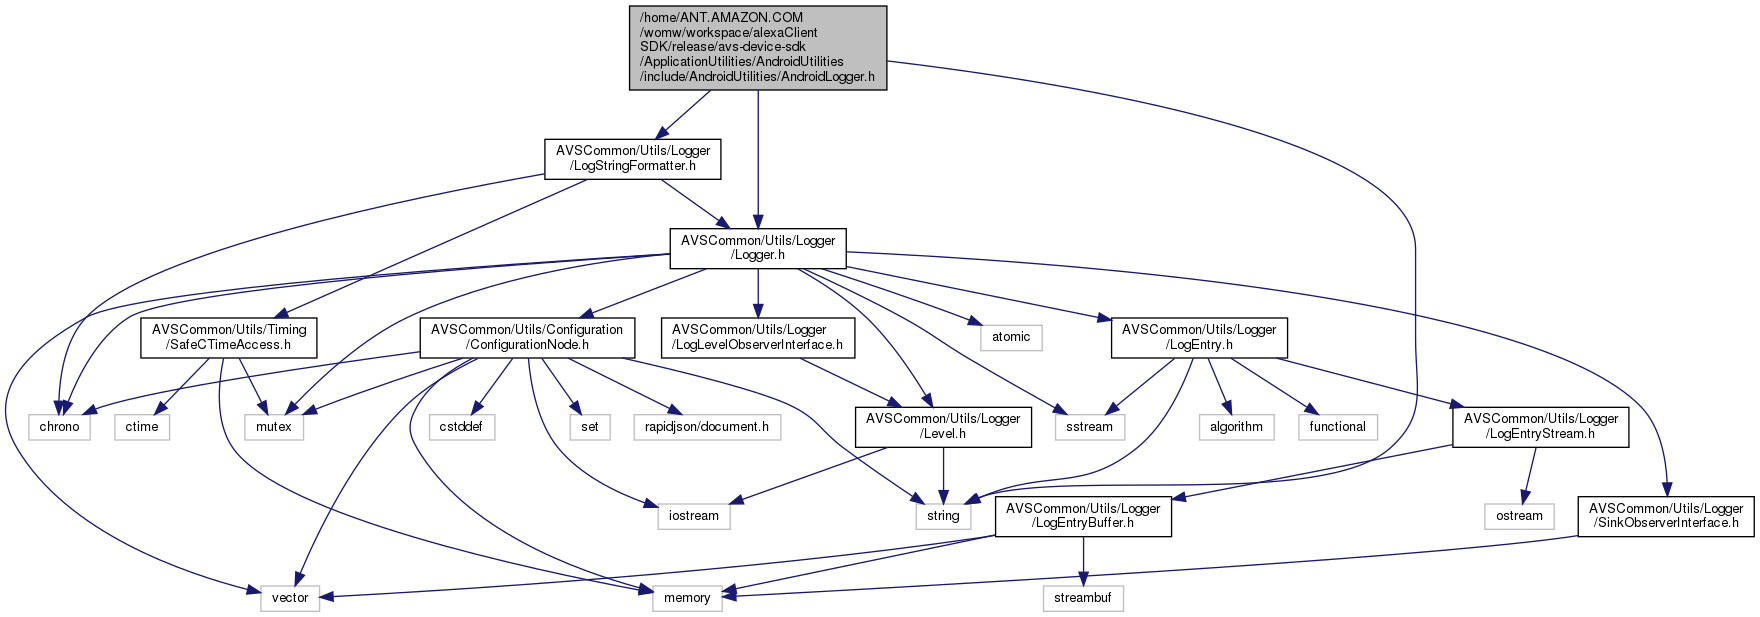 /home/ANT.AMAZON.COM
/womw/workspace/alexaClient
SDK/release/avs-device-sdk
/ApplicationUtilities/AndroidUtilities
/include/AndroidUtilities/AndroidLogger.h
AVSCommon/Utils/Logger
/LogStringFormatter.h
AVSCommon/Utils/Logger
/Logger.h
AVSCommon/Utils/Timing
/SafeCTimeAccess.h
AVSCommon/Utils/Configuration
/ConfigurationNode.h
AVSCommon/Utils/Logger
/LogLevelObserverInterface.h
atomic
AVSCommon/Utils/Logger
/LogEntry.h
chrono
ctime
mutex
cstddef
set
rapidjson/document.h
AVSCommon/Utils/Logger
/Level.h
sstream
algorithm
functional
AVSCommon/Utils/Logger
/LogEntryStream.h
iostream
string
AVSCommon/Utils/Logger
/LogEntryBuffer.h
ostream
AVSCommon/Utils/Logger
/SinkObserverInterface.h
vector
memory
streambuf